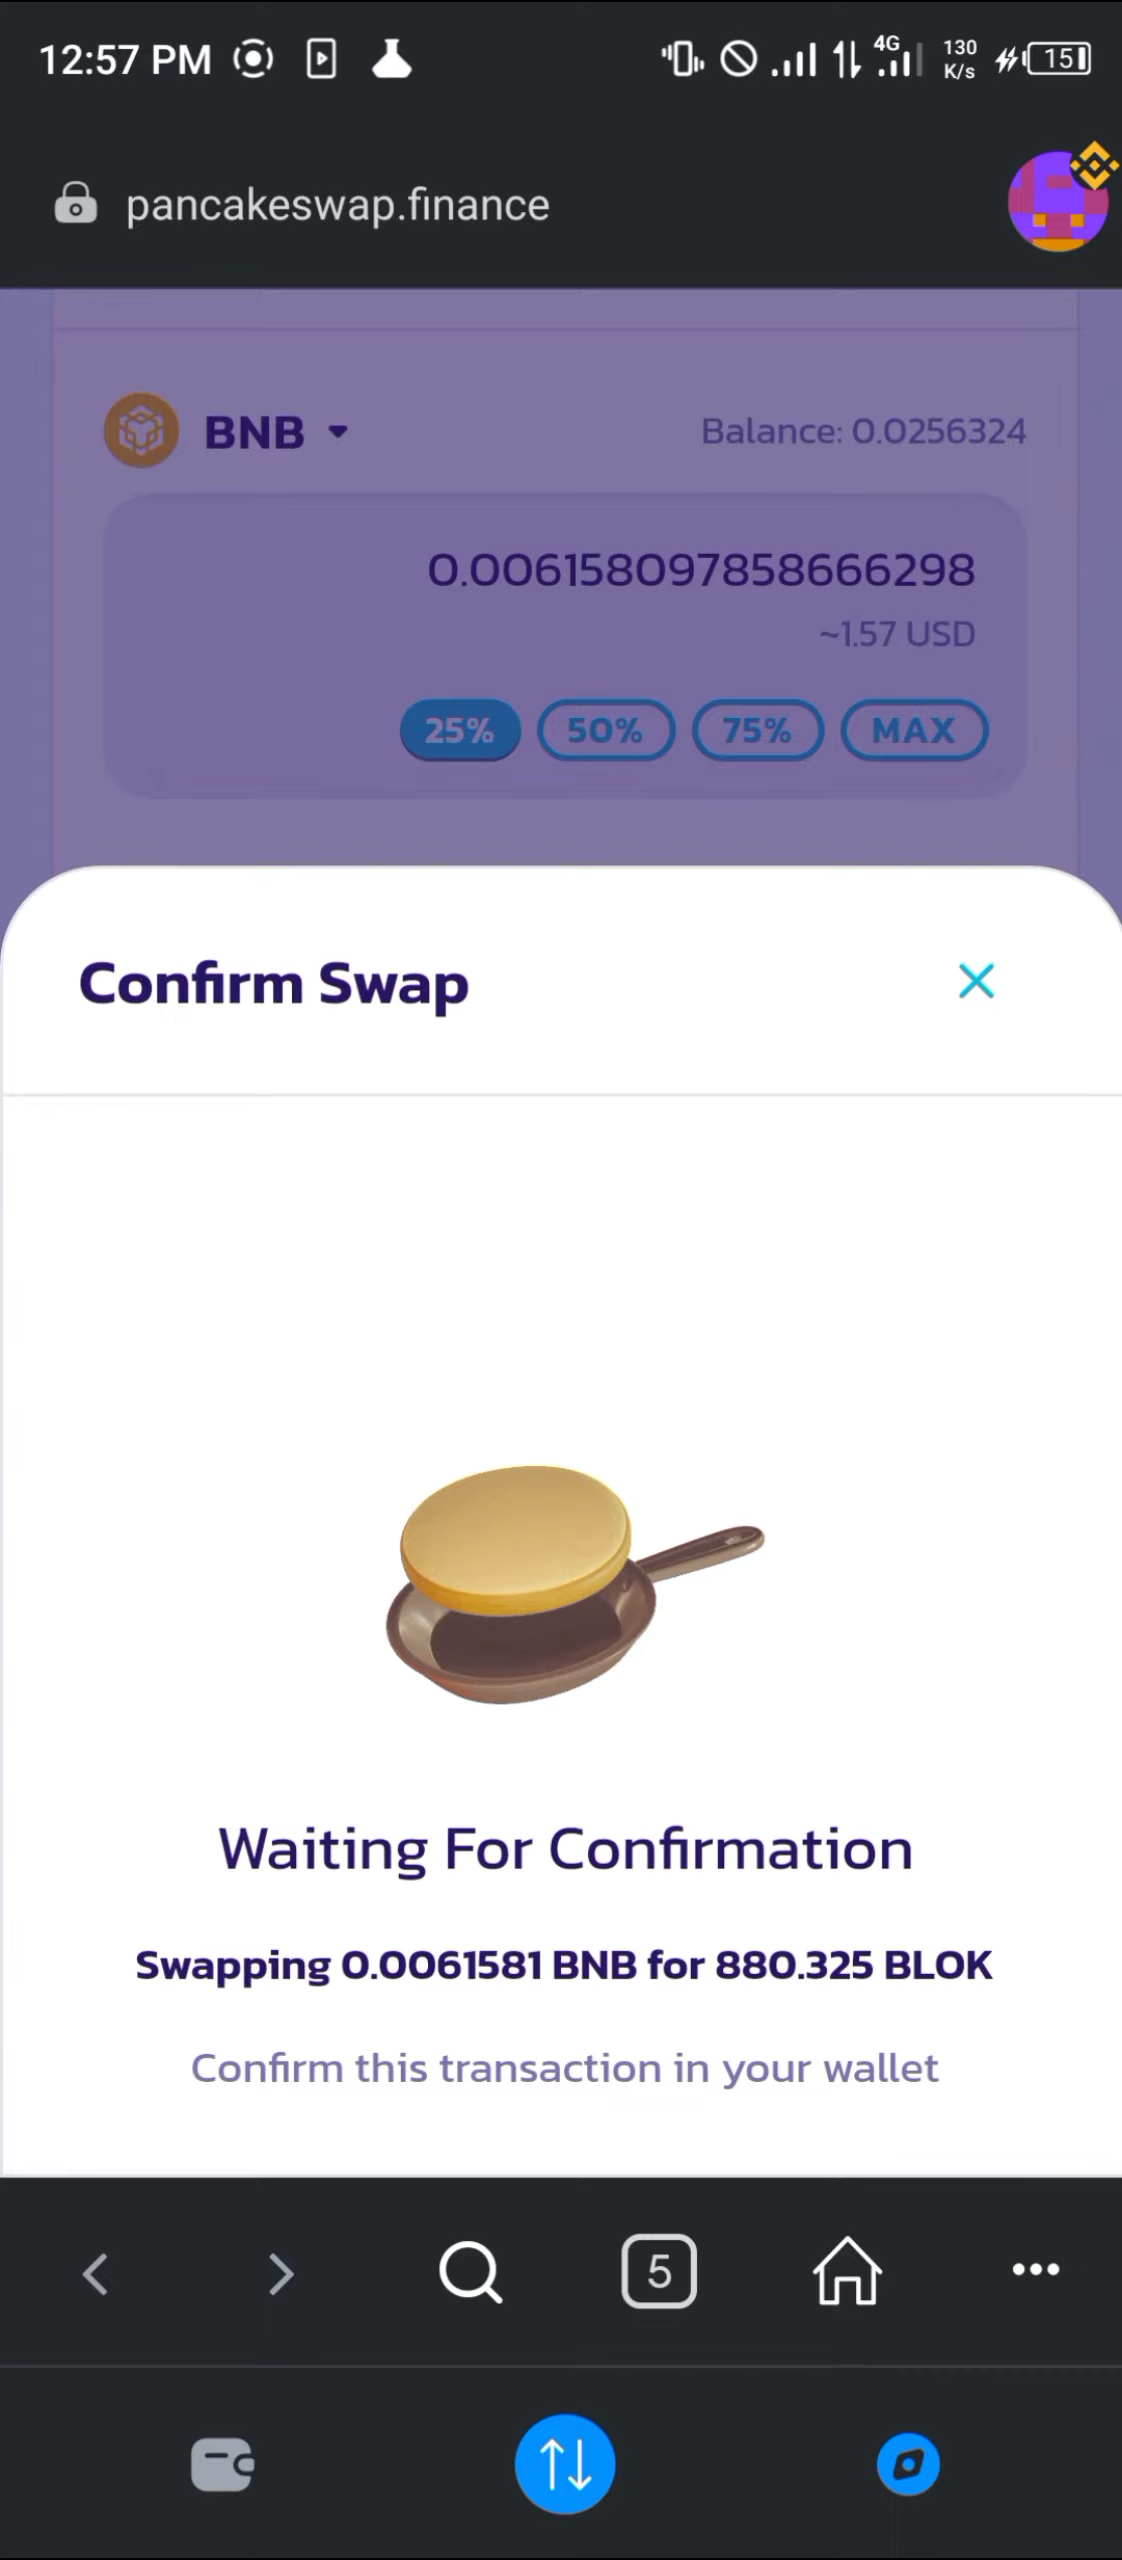 12:57 PM
4G
130
K/s
15
pancakeswap.finance
BNB
Balance: 0.0256324
0.006158097858666298
~1.57 USD
25% 50% 75% MAX
Confirm Swap
Waiting For Confirmation
Swapping 0.0061581 BNB for 880.325 BLOK
Confirm this transaction in your wallet
5